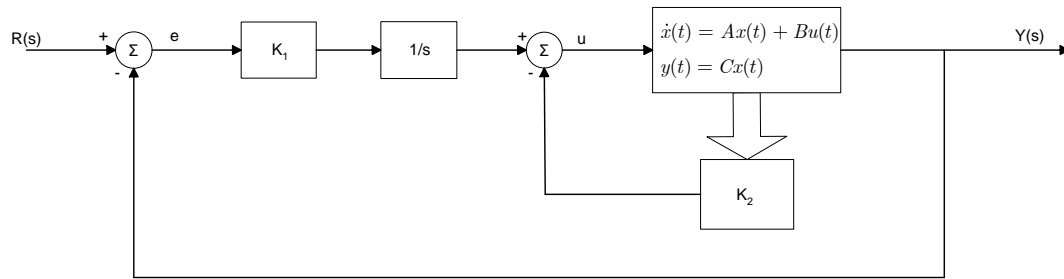 R(s)
+
Σ
-
e
K₁
1/s
+
Σ
-
u
ẋ(t) = Ax(t) + Bu(t)
y(t) = Cx(t)
Y(s)
K₂